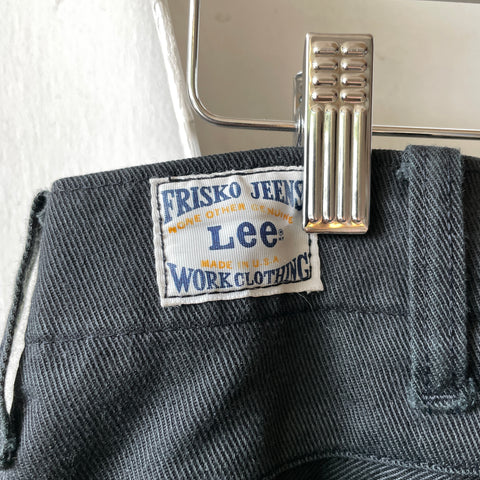 FRISKO JEENS
NONE OTHER GENUINE
Lee®
MADE IN U.S.A.
WORK CLOTHING